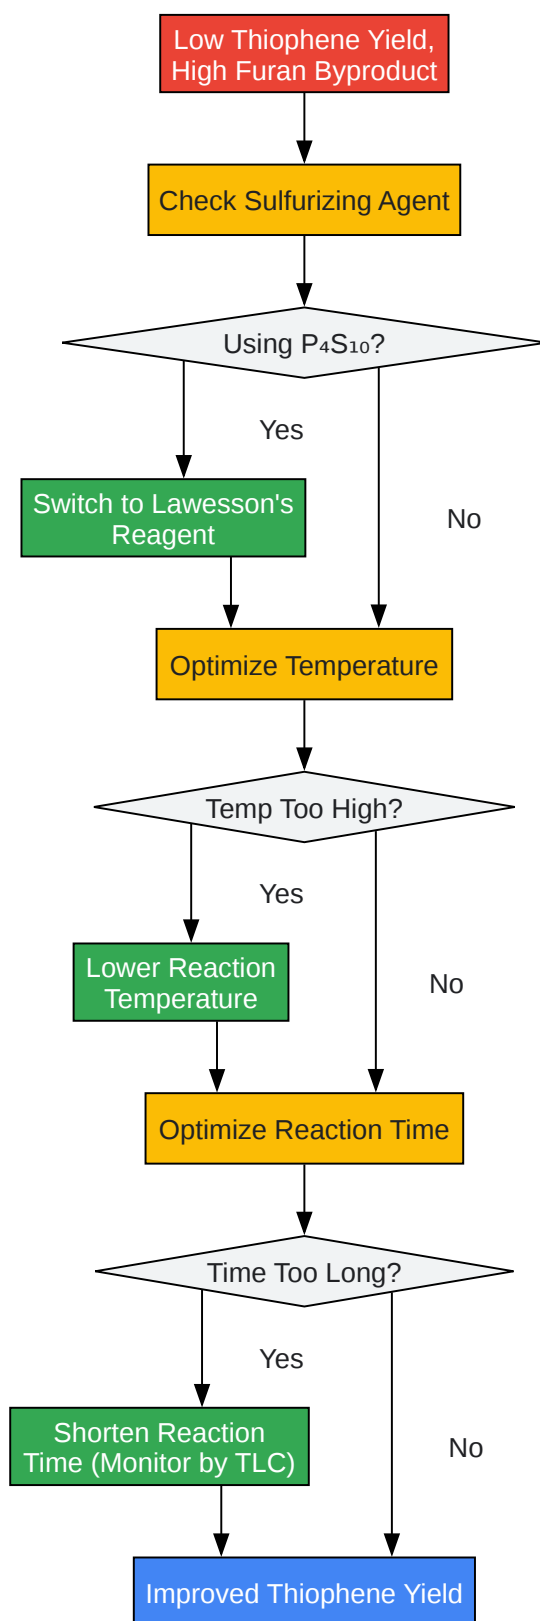 Low Thiophene Yield,
High Furan Byproduct
Check Sulfurizing Agent
Using P₄S₁₀?
Yes
Switch to Lawesson's
Reagent
No
Optimize Temperature
Temp Too High?
Yes
Lower Reaction
Temperature
No
Optimize Reaction Time
Time Too Long?
Yes
Shorten Reaction
Time (Monitor by TLC)
No
Improved Thiophene Yield